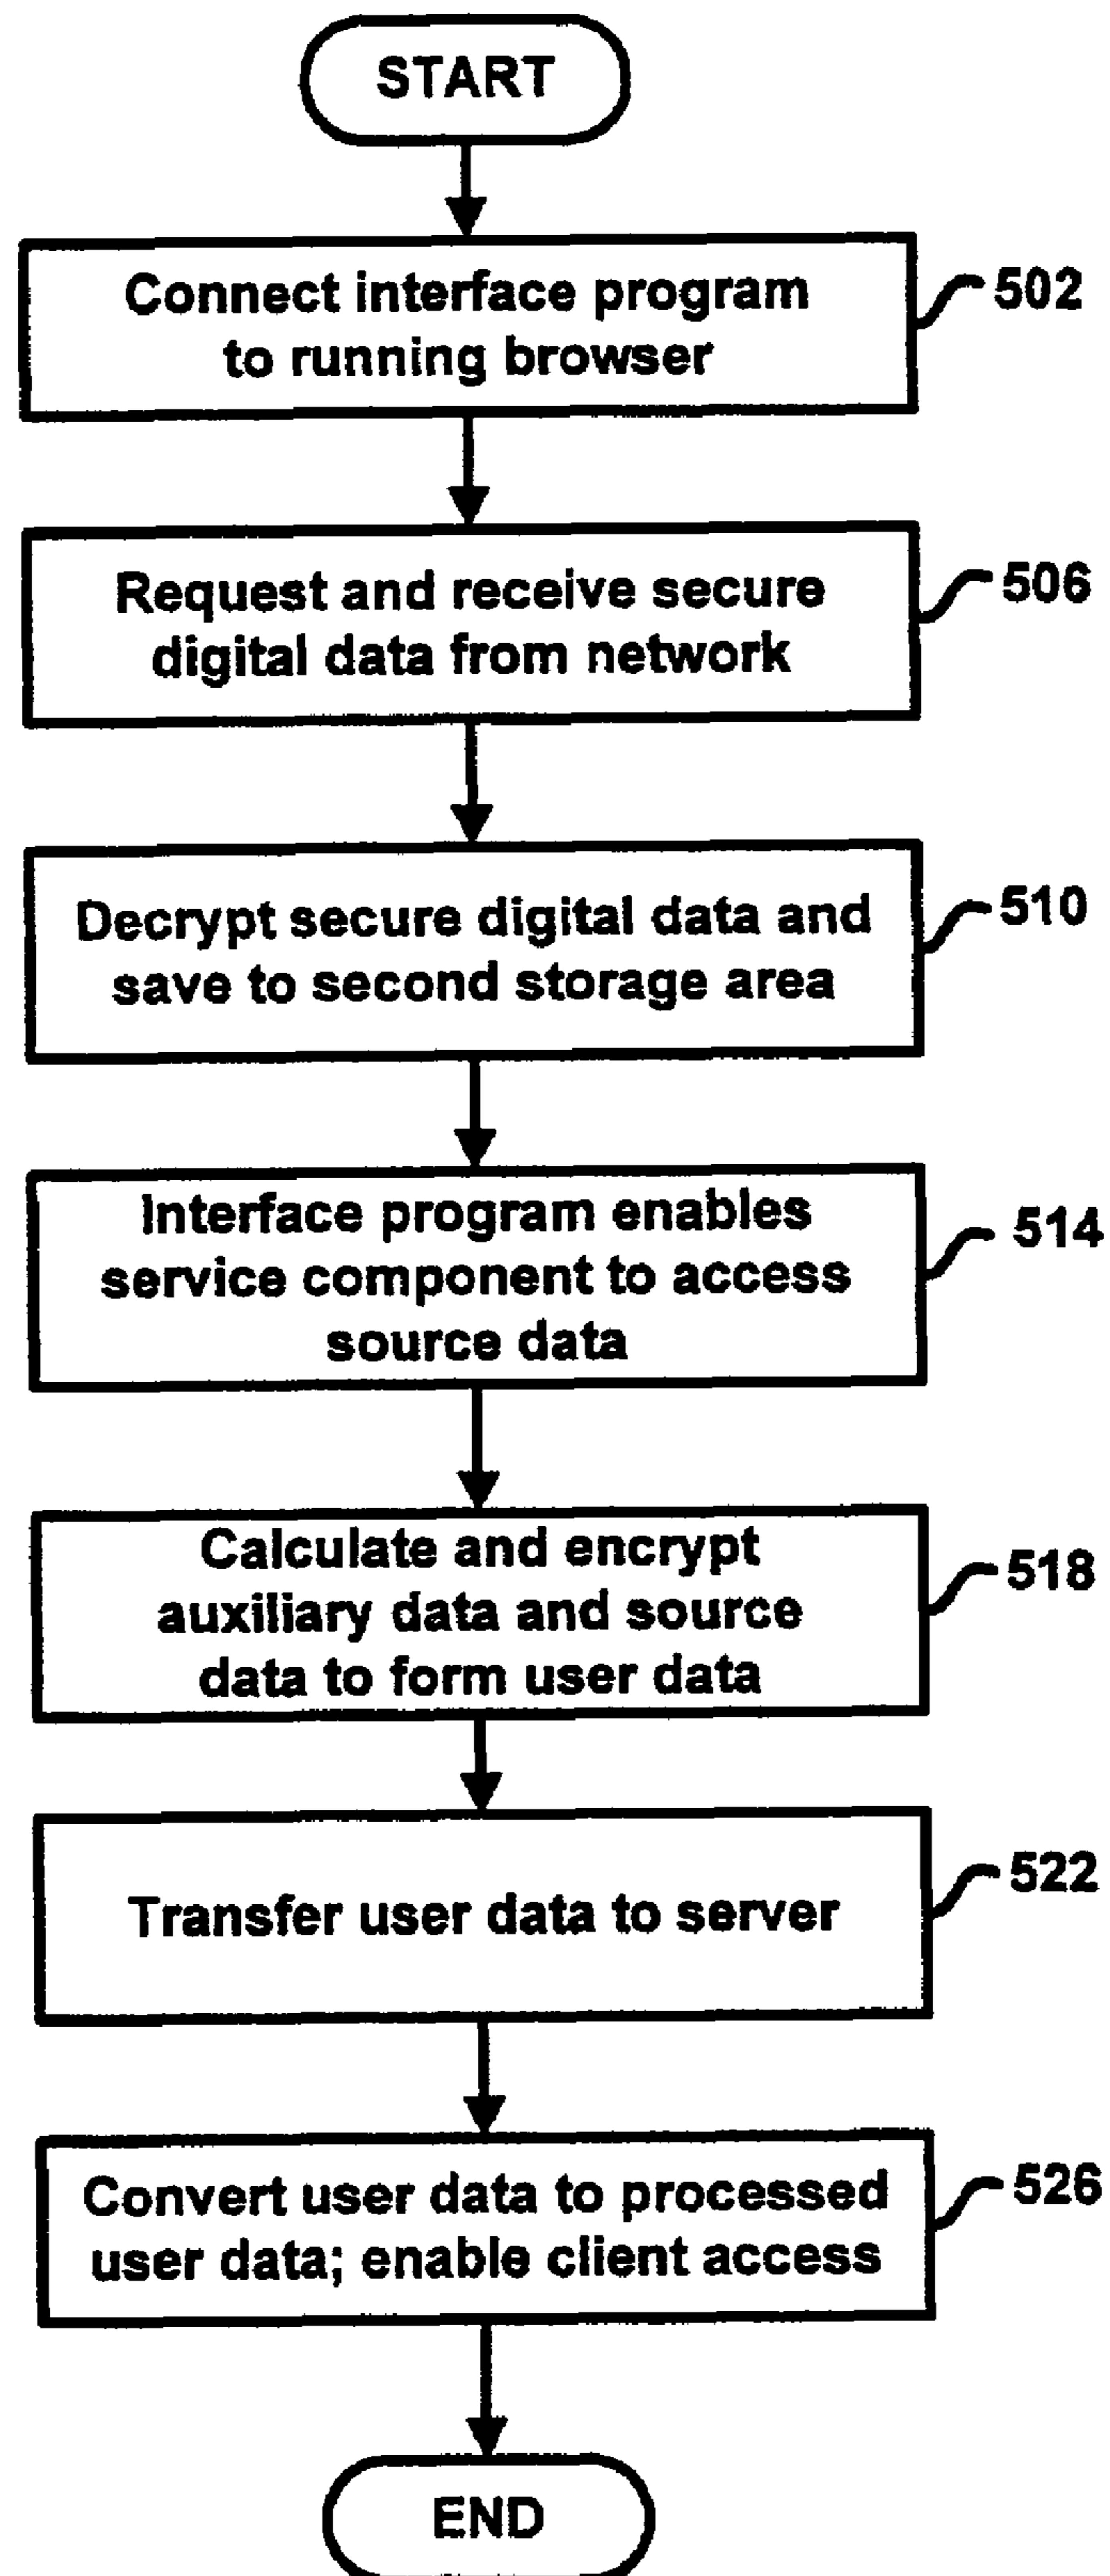 START
Connect interface program
to running browser
502
Request and receive secure
digital data from network
506
Decrypt secure digital data and
save to second storage area
510
Interface program enables
service component to access
source data
514
Calculate and encrypt
auxiliary data and source
data to form user data
518
Transfer user data to server
522
Convert user data to processed
user data; enable client access
526
END